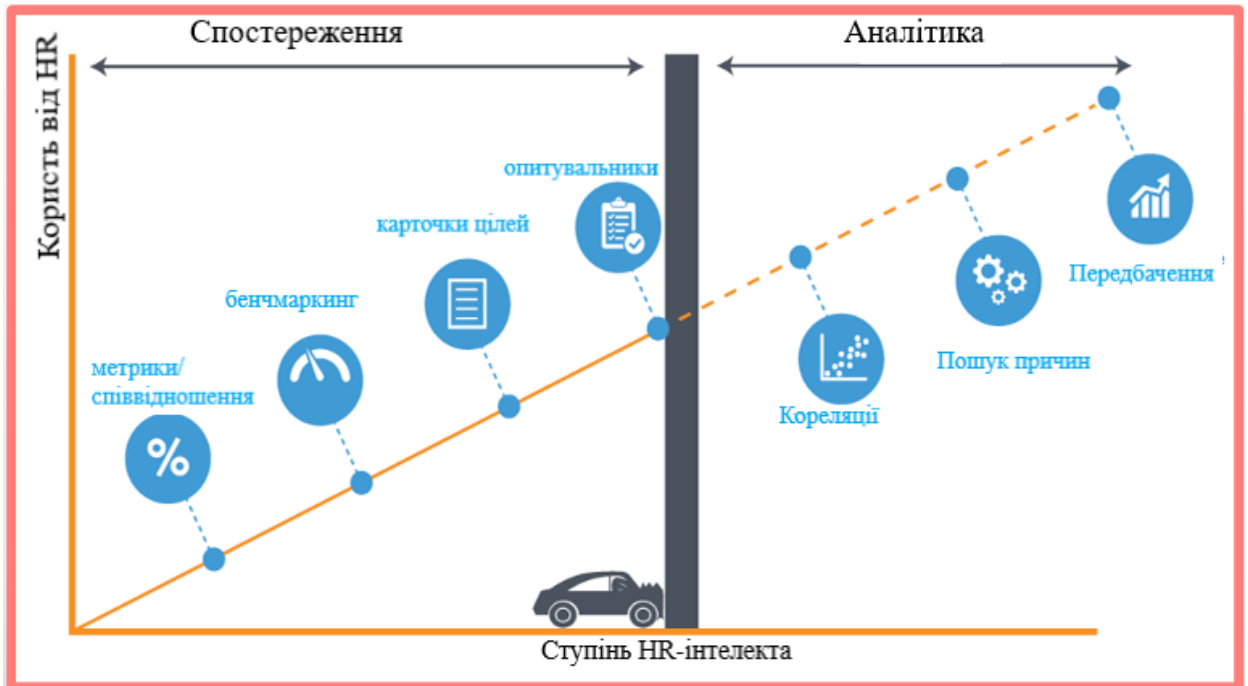 Спостереження
Аналітика
Користь від HR
опитувальники
карточки цілей
бенчмаркинг
метрики/
співвідношення
%
Передбачення
Пошук причин
Кореляції
Ступінь HR-інтелекта